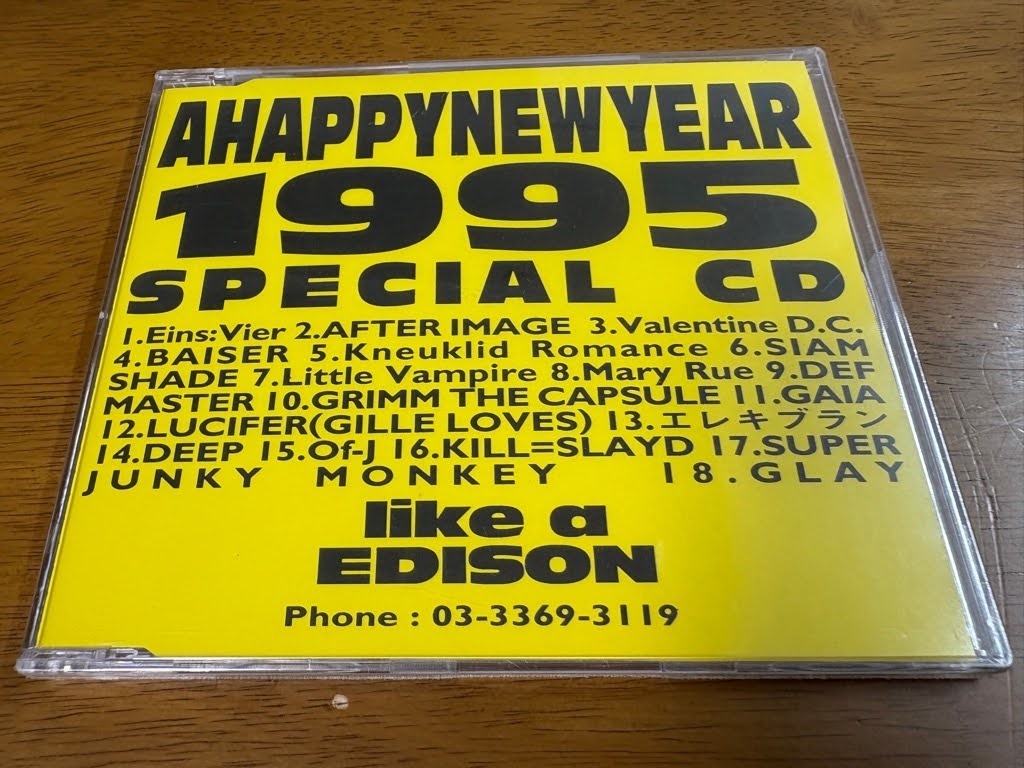 AHAPPYNEWYEAR
1995
SPECIAL CD
1.Eins:Vier 2.AFTER IMAGE 3.Valentine D.C.
4.BAISER 5.Kneuklid Romance 6.SIAM
SHADE 7.Little Vampire 8.Mary Rue 9.DEF
MASTER 10.GRIMM THE CAPSULE 11.GAIA
12.LUCIFER(GILLE LOVES) 13.エレキブラン
14.DEEP 15.Of-J 16.KILL=SLAYD 17.SUPER
JUNKY MONKEY 18.GLAY
like a
EDISON
Phone : 03-3369-3119